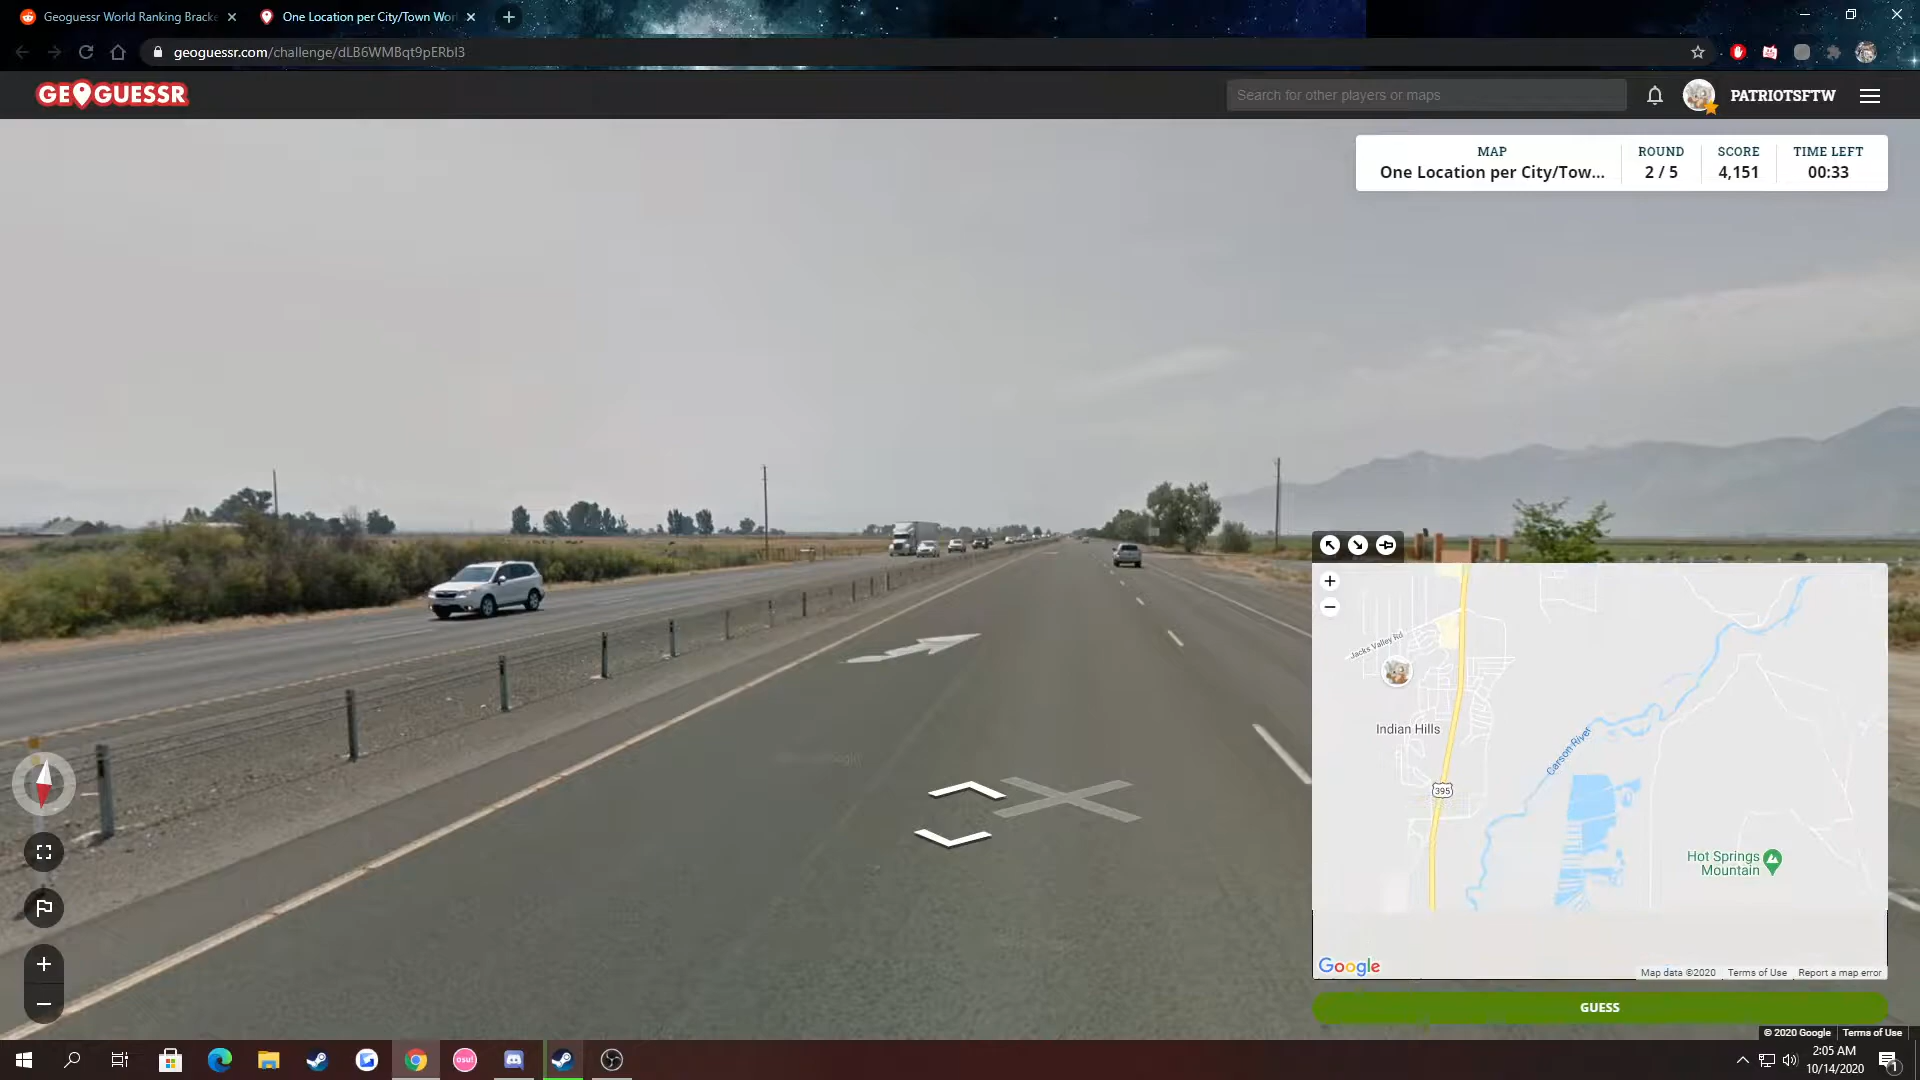 Geoguessr World Ranking Bracke
One Location per City/Town Wor
geoguessr.com/challenge/dLB6WMBqt9pERbI3
GEOGUESSR
Search for other players or maps
PATRIOTSFTW
MAP
One Location per City/Tow...
ROUND
2 / 5
SCORE
4,151
TIME LEFT
00:33
Jacks Valley Rd
Indian Hills
Carson River
395
Hot Springs
Mountain
Google
Map data ©2020
Terms of Use
Report a map error
GUESS
© 2020 Google
Terms of Use
osu!
2:05 AM
10/14/2020
1